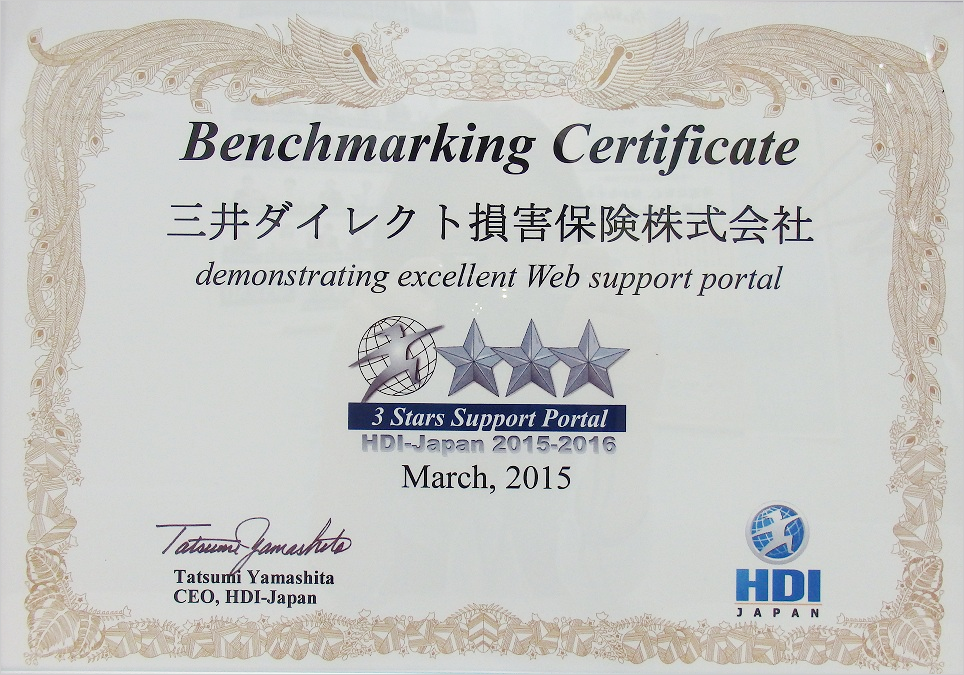 Benchmarking Certificate
三井ダイレクト損害保険株式会社
demonstrating excellent Web support portal
3 Stars Support Portal
HDI-Japan 2015-2016
March, 2015
Tatsumi Yamashita
Tatsumi Yamashita
CEO, HDI-Japan
HDI
JAPAN